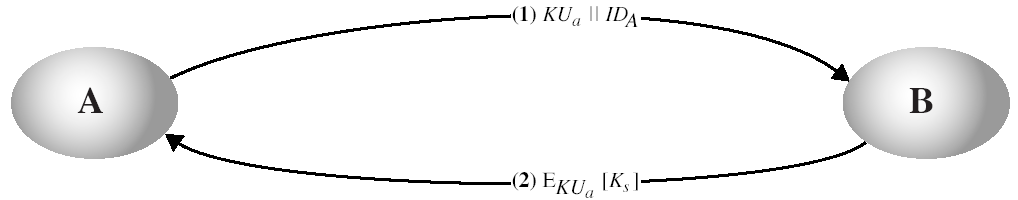 (1) KUa || IDA
A
B
(2) EKUa [Ks]